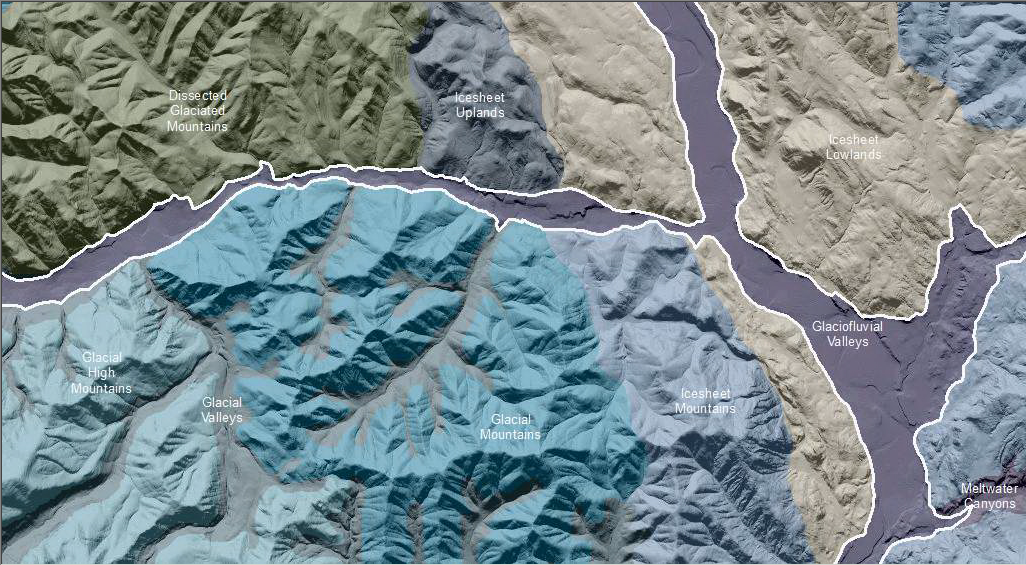 Dissected
Glaciated
Mountains
Icesheet
Uplands
Icesheet
Lowlands
Glaciofluvial
Valleys
Glacial
High
Mountains
Glacial
Valleys
Icesheet
Mountains
Glacial
Mountains
Meltwater
Canyons